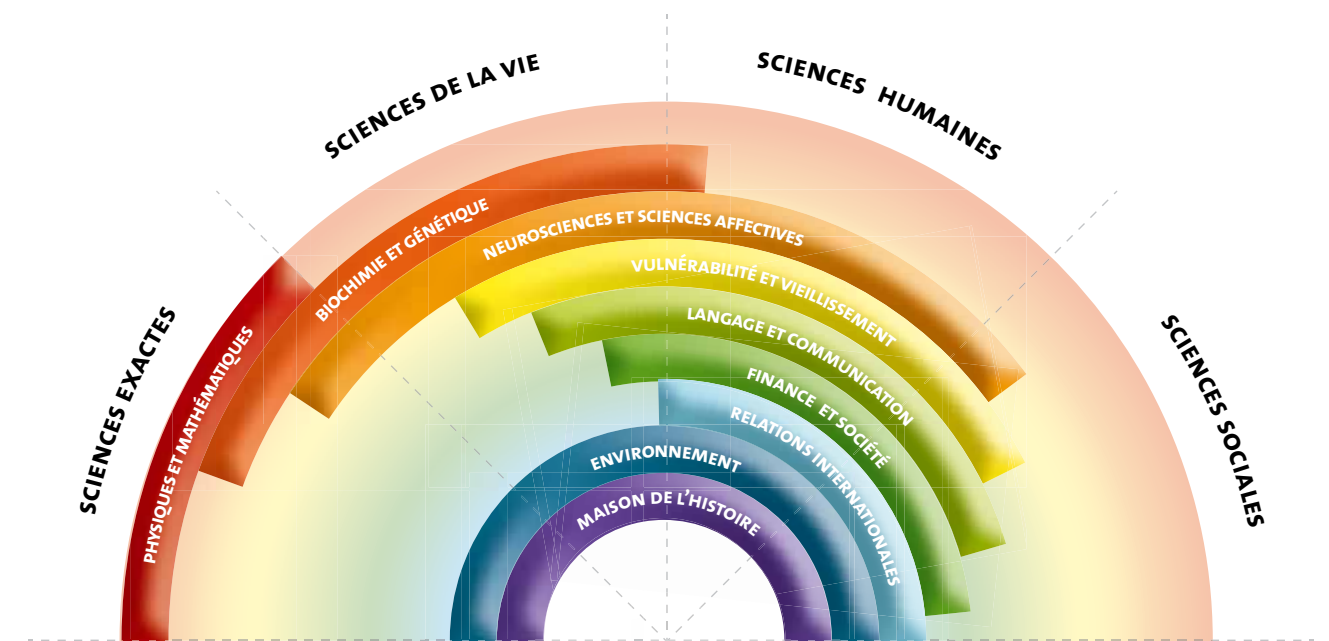 SCIENCES DE LA VIE
SCIENCES HUMAINES
SCIENCES EXACTES
SCIENCES SOCIALES
PHYSIQUES ET MATHÉMATIQUES
BIOCHIMIE ET GÉNÉTIQUE
NEUROSCIENCES ET SCIENCES AFFECTIVES
VULNÉRABILITÉ ET VIEILLISSEMENT
LANGAGE ET COMMUNICATION
FINANCE ET SOCIÉTÉ
RELATIONS INTERNATIONALES
ENVIRONNEMENT
MAISON DE L'HISTOIRE